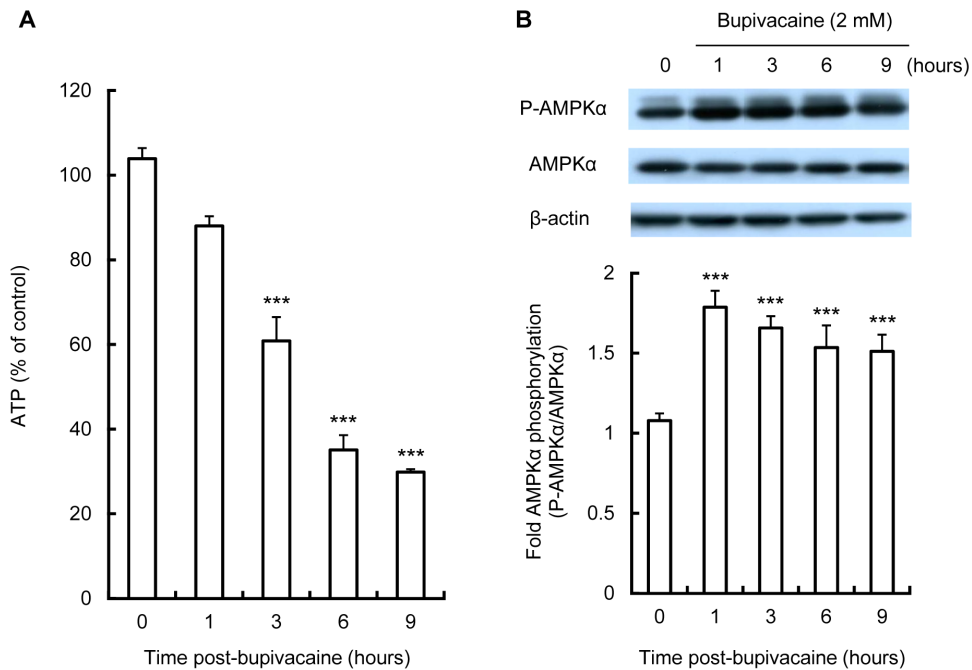 A
120
100
80
60
40
20
0
ATP (% of control)
***
***
***
0 1 3 6 9
Time post-bupivacaine (hours)
B
Bupivacaine (2 mM)
0 1 3 6 9 (hours)
P-AMPKα
AMPKα
β-actin
2
1.5
1
0.5
0
Fold AMPKα phosphorylation
(P-AMPKα/AMPKα)
***
***
***
***
0 1 3 6 9
Time post-bupivacaine (hours)